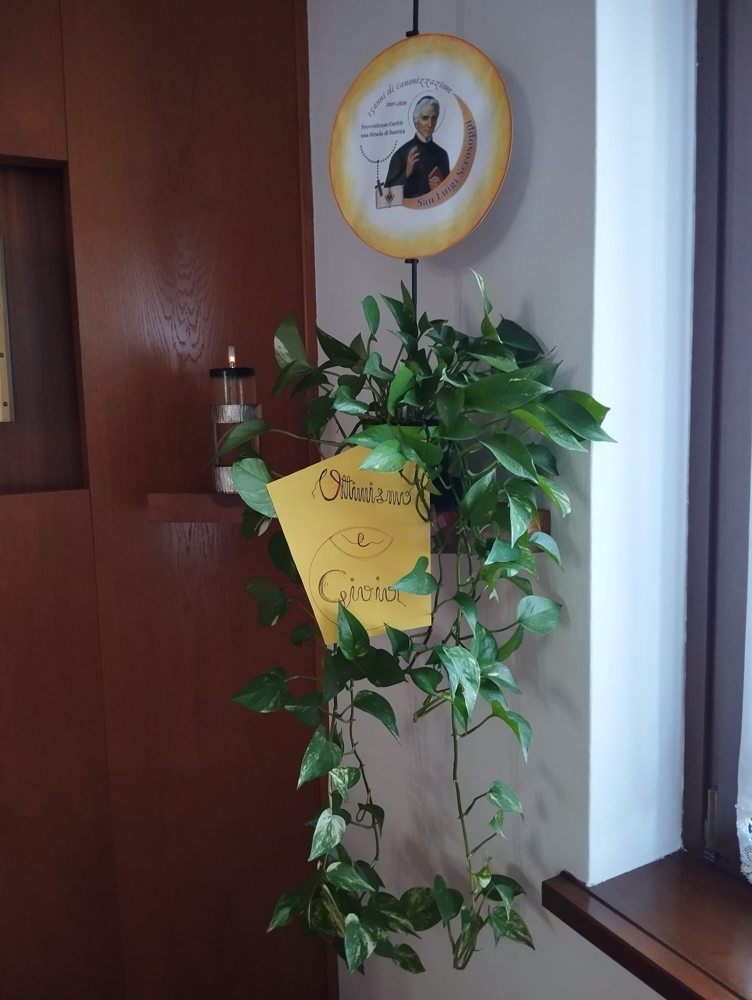 25 anni di canonizzazione
2001-2026
Provvidenza-Carità:
una Strada di Santità
San Luigi Scrosoppi
Ottimismo
e
Gioia